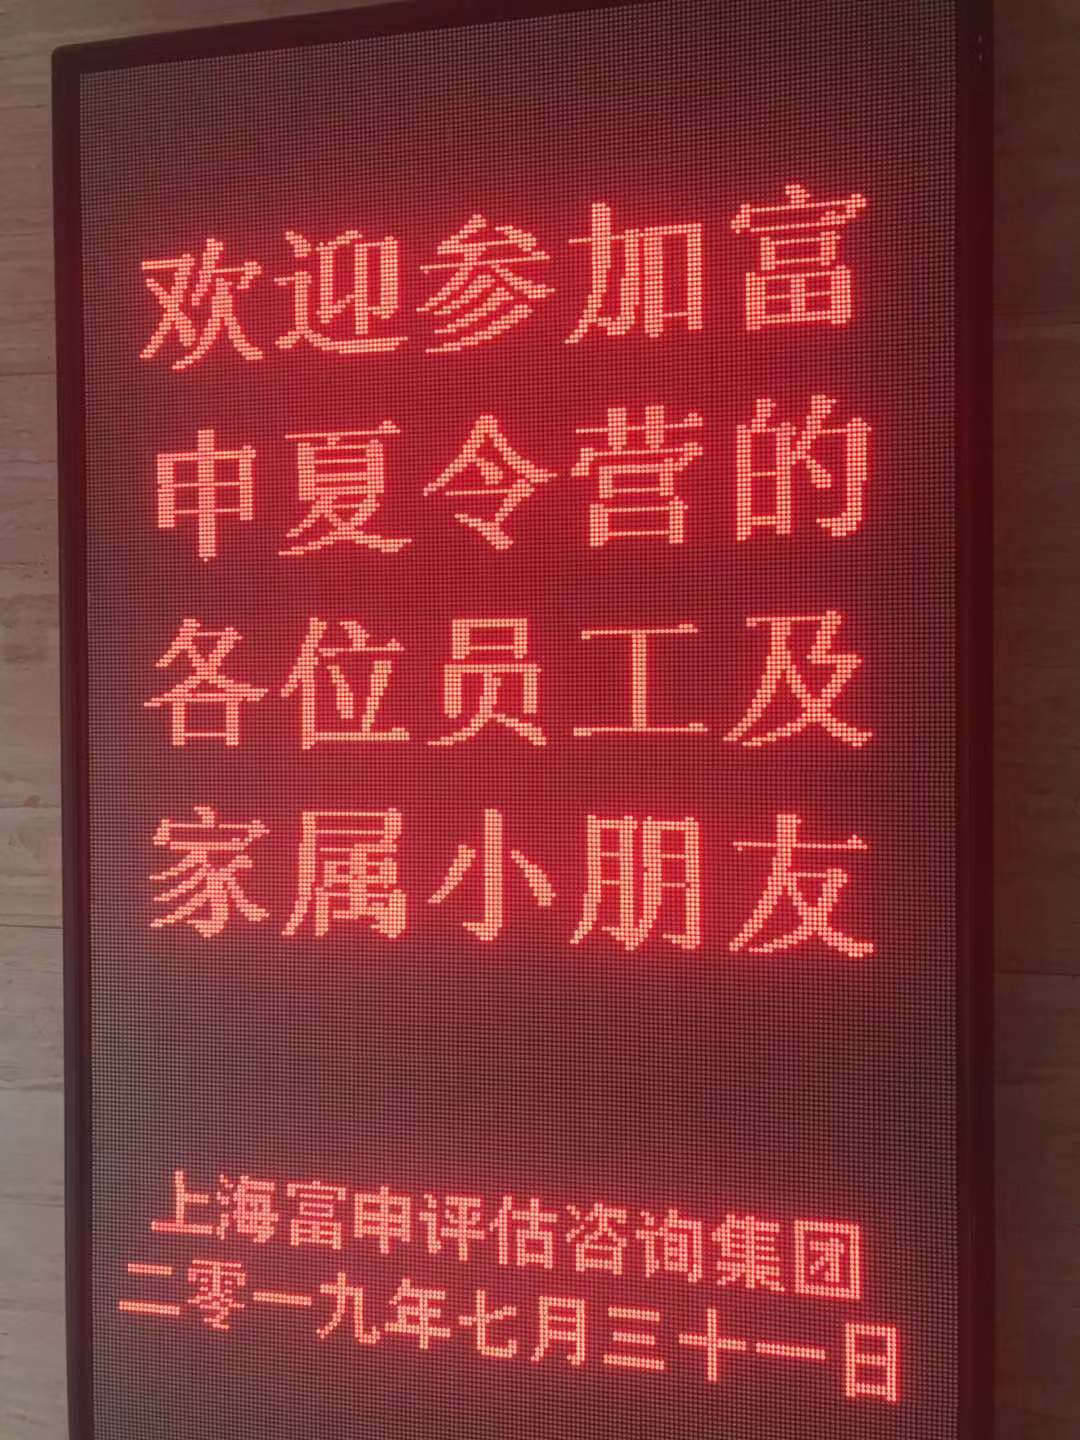 欢迎参加富
申夏令营的
各位员工及
家属小朋友
上海富申评估咨询集团
二零一九年七月三十一日